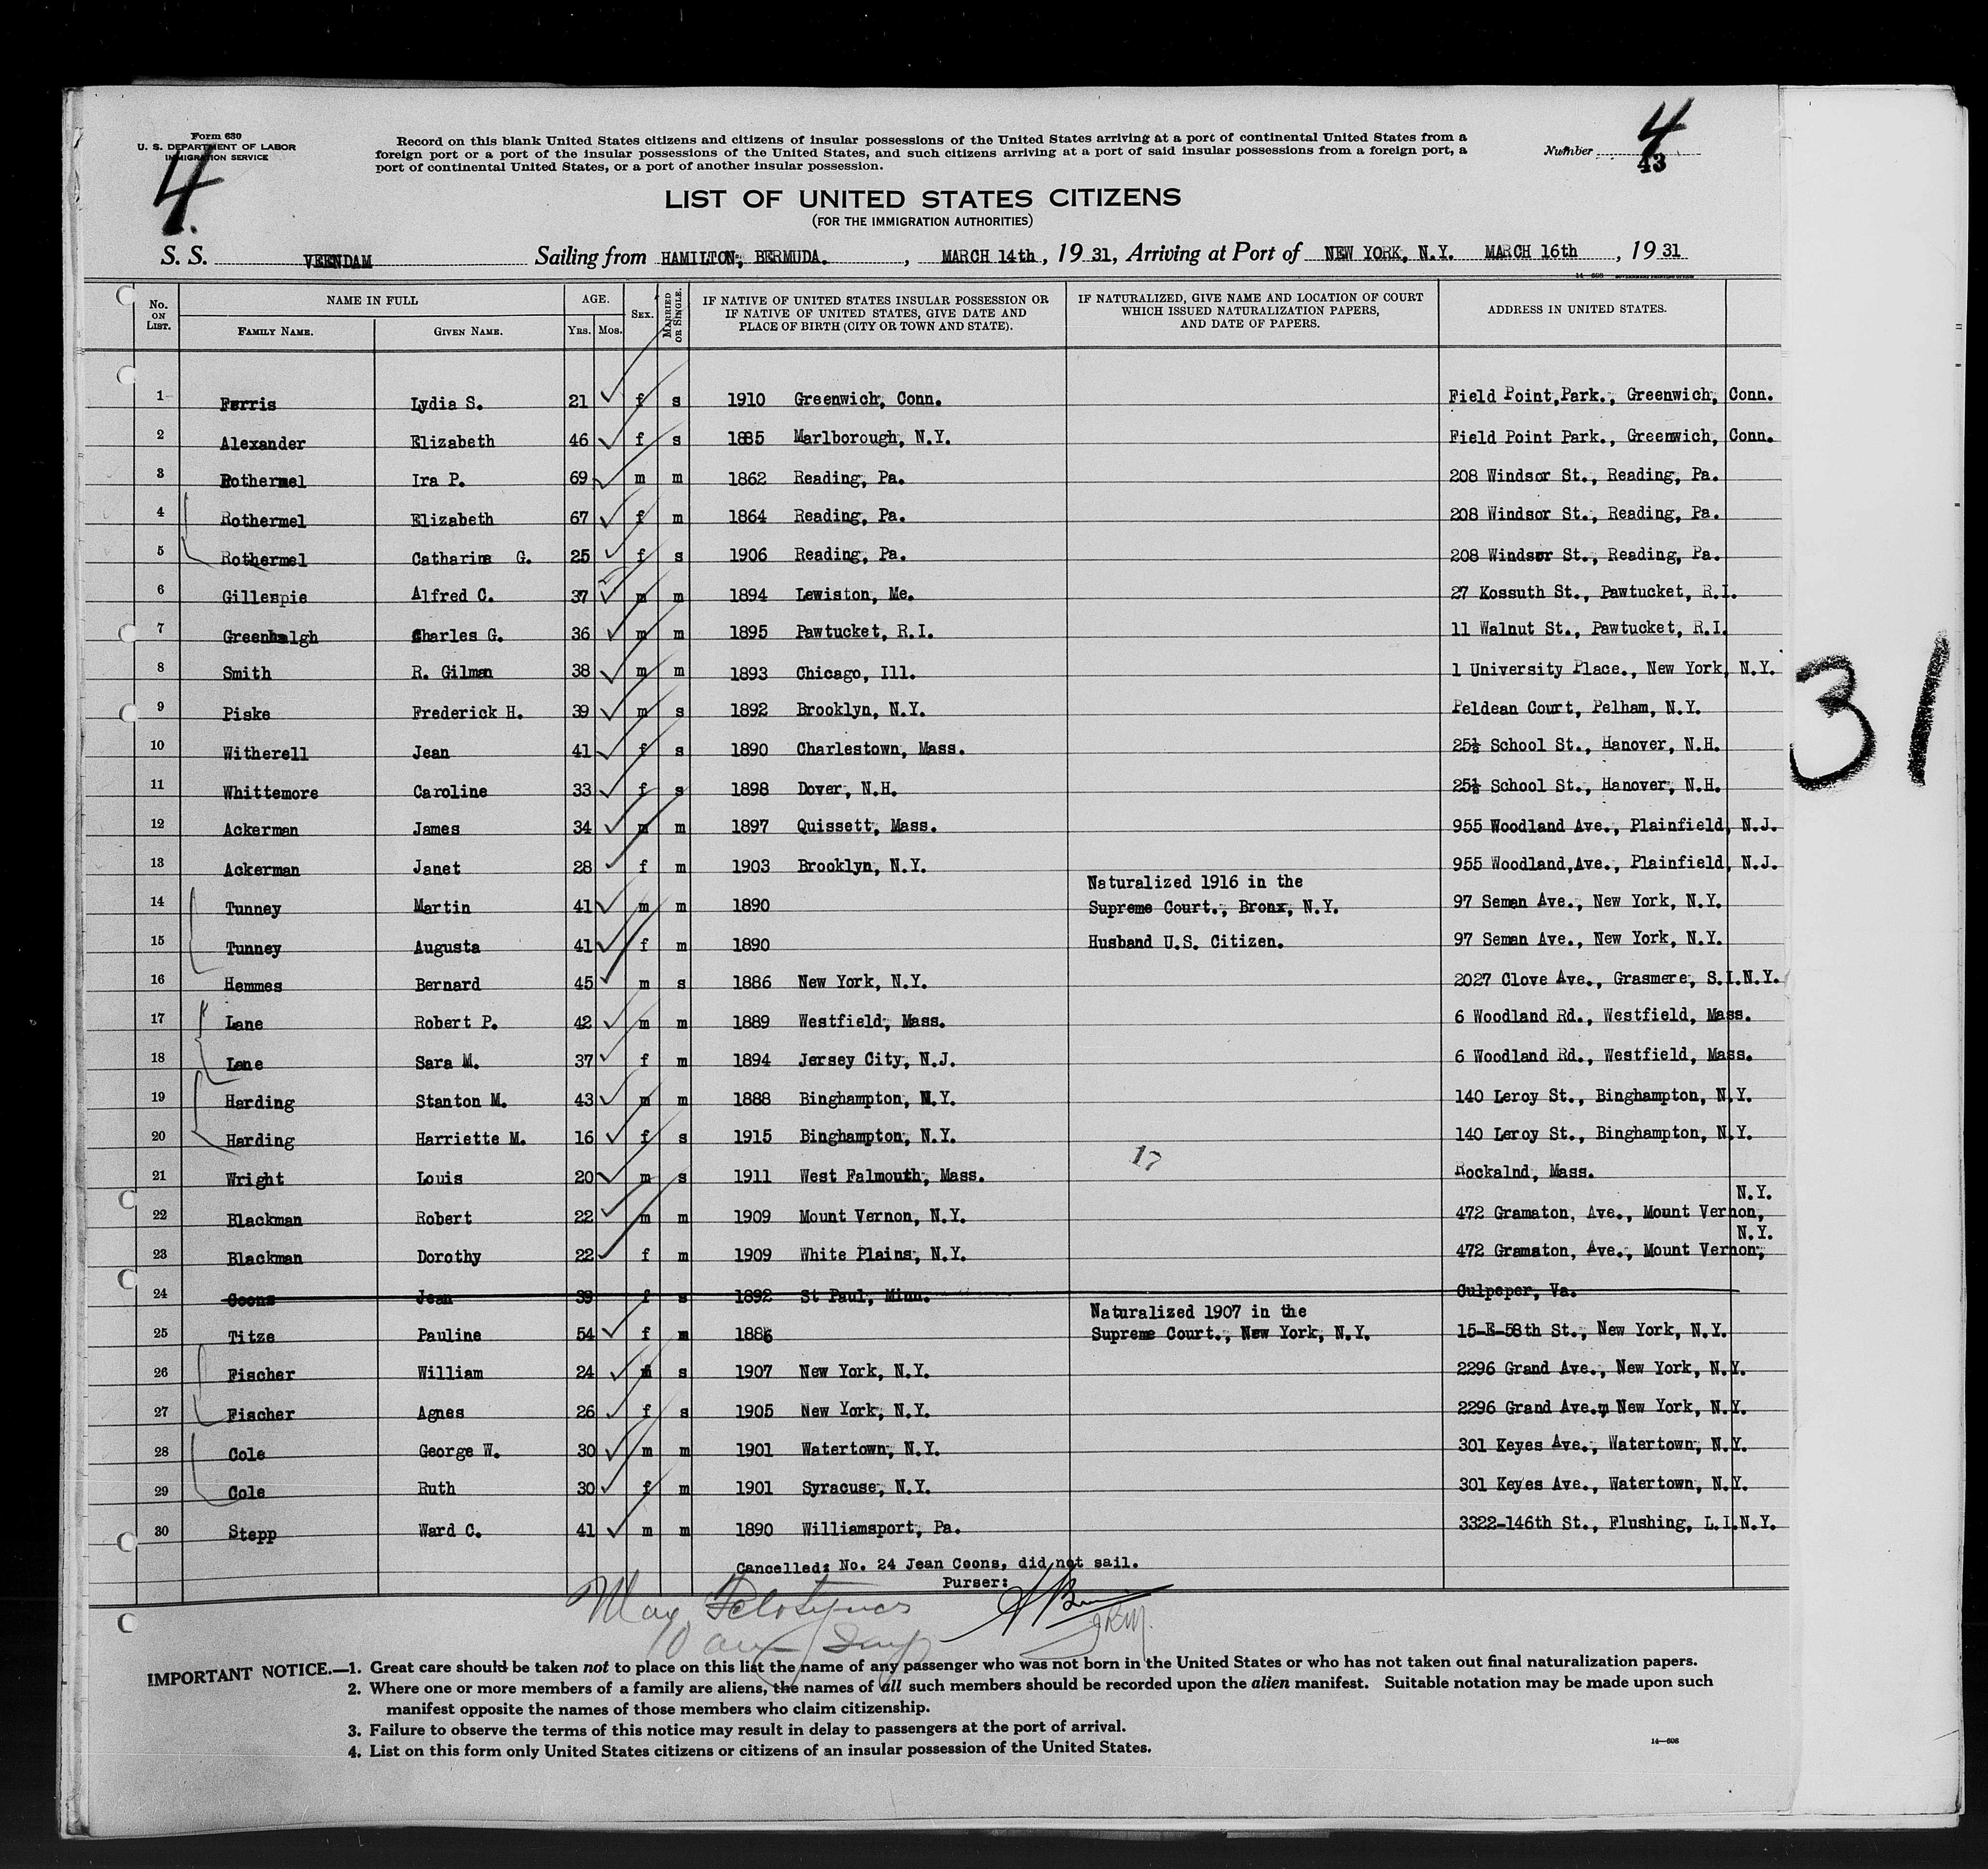 Form 630
U. S. DEPARTMENT OF LABOR
IMMIGRATION SERVICE
4
Record on this blank United States citizens and citizens of insular possessions of the United States arriving at a port of continental United States from a
foreign port or a port of the insular possessions of the United States, and such citizens arriving at a port of said insular possessions from a foreign port, a
port of continental United States, or a port of another insular possession.
Number 43
4
LIST OF UNITED STATES CITIZENS
(FOR THE IMMIGRATION AUTHORITIES)
S. S. VEENDAM Sailing from HAMILTON, BERMUDA. , MARCH 14th, 1931, Arriving at Port of NEW YORK, N.Y. MARCH 16th , 1931
No. ON LIST. NAME IN FULL FAMILY NAME. GIVEN NAME. AGE. YRS. MOS. SEX. MARRIED OR SINGLE. IF NATIVE OF UNITED STATES INSULAR POSSESSION OR IF NATIVE OF UNITED STATES, GIVE DATE AND PLACE OF BIRTH (CITY OR TOWN AND STATE). IF NATURALIZED, GIVE NAME AND LOCATION OF COURT WHICH ISSUED NATURALIZATION PAPERS, AND DATE OF PAPERS. ADDRESS IN UNITED STATES.
1 Ferris Lydia S. 21 f s 1910 Greenwich, Conn. Field Point,Park., Greenwich, Conn.
2 Alexander Elizabeth 46 f s 1885 Marlborough, N.Y. Field Point Park., Greenwich, Conn.
3 Rothermel Ira P. 69 m m 1862 Reading, Pa. 208 Windsor St., Reading, Pa.
4 Rothermel Elizabeth 67 f m 1864 Reading, Pa. 208 Windsor St., Reading, Pa.
5 Rothermel Catharine G. 25 f s 1906 Reading, Pa. 208 Windsor St., Reading, Pa.
6 Gillespie Alfred C. 37 m m 1894 Lewiston, Me. 27 Kossuth St., Pawtucket, R.I.
7 Greenhalgh Charles G. 36 m m 1895 Pawtucket, R.I. 11 Walnut St., Pawtucket, R.I.
8 Smith R. Gilman 38 m m 1893 Chicago, Ill. 1 University Place., New York, N.Y.
9 Piske Frederick H. 39 m s 1892 Brooklyn, N.Y. Peldean Court, Pelham, N.Y.
10 Witherell Jean 41 f s 1890 Charlestown, Mass. 25½ School St., Hanover, N.H.
11 Whittemore Caroline 33 f s 1898 Dover, N.H. 25½ School St., Hanover, N.H.
12 Ackerman James 34 m m 1897 Quissett, Mass. 955 Woodland Ave., Plainfield, N.J.
13 Ackerman Janet 28 f m 1903 Brooklyn, N.Y. 955 Woodland,Ave., Plainfield, N.J.
Naturalized 1916 in the
14 Tunney Martin 41 m m 1890 Supreme Court., Bronx, N.Y. 97 Seman Ave., New York, N.Y.
15 Tunney Augusta 41 f m 1890 Husband U.S. Citizen. 97 Seman Ave., New York, N.Y.
16 Hemmes Bernard 45 m s 1886 New York, N.Y. 2027 Clove Ave., Grasmere, S.I.N.Y.
17 Lane Robert P. 42 m m 1889 Westfield, Mass. 6 Woodland Rd., Westfield, Mass.
18 Lane Sara M. 37 f m 1894 Jersey City, N.J. 6 Woodland Rd., Westfield, Mass.
19 Harding Stanton M. 43 m m 1888 Binghampton, N.Y. 140 Leroy St., Binghampton, N.Y.
20 Harding Harriette M. 16 f s 1915 Binghampton, N.Y. 140 Leroy St., Binghampton, N.Y.
17
21 Wright Louis 20 m s 1911 West Falmouth, Mass. Rockalnd, Mass.
N.Y.
22 Blackman Robert 22 m m 1909 Mount Vernon, N.Y. 472 Gramaton, Ave., Mount Vernon,
N.Y.
23 Blackman Dorothy 22 f m 1909 White Plains, N.Y. 472 Gramaton, Ave., Mount Vernon,
24 Coons Jean 39 f s 1892 St Paul, Minn. Culpeper, Va.
Naturalized 1907 in the
25 Titze Pauline 54 f m 1886 Supreme Court., New York, N.Y. 15-E-58th St., New York, N.Y.
26 Fischer William 24 m s 1907 New York, N.Y. 2296 Grand Ave., New York, N.Y.
27 Fischer Agnes 26 f s 1905 New York, N.Y. 2296 Grand Ave., New York, N.Y.
28 Cole George W. 30 m m 1901 Watertown, N.Y. 301 Keyes Ave., Watertown, N.Y.
29 Cole Ruth 30 f m 1901 Syracuse, N.Y. 301 Keyes Ave., Watertown, N.Y.
30 Stepp Ward C. 41 m m 1890 Williamsport, Pa. 3322-146th St., Flushing, L.I.N.Y.
Cancelled: No. 24 Jean Coons, did not sail.
Purser:
31
IMPORTANT NOTICE.—1. Great care should be taken not to place on this list the name of any passenger who was not born in the United States or who has not taken out final naturalization papers.
2. Where one or more members of a family are aliens, the names of all such members should be recorded upon the alien manifest. Suitable notation may be made upon such
manifest opposite the names of those members who claim citizenship.
3. Failure to observe the terms of this notice may result in delay to passengers at the port of arrival.
4. List on this form only United States citizens or citizens of an insular possession of the United States.
14—608